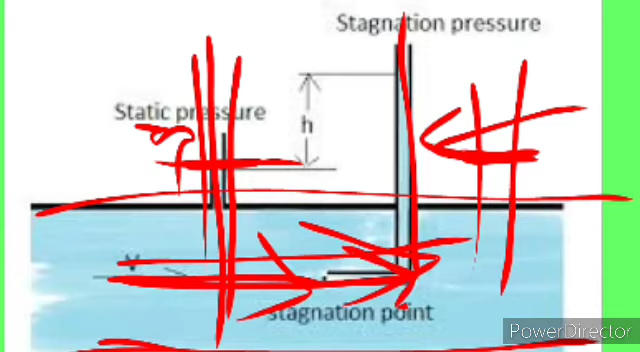 Stagnation pressure
Static pressure
h
V
stagnation point
PowerDirector